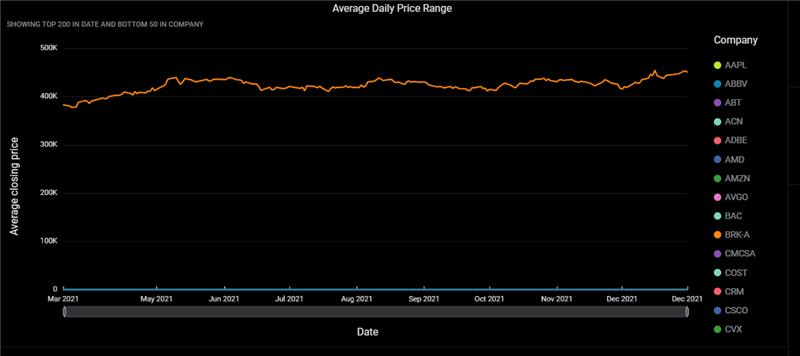 Average Daily Price Range
SHOWING TOP 200 IN DATE AND BOTTOM 50 IN COMPANY
Average closing price
500K
400K
300K
200K
100K
0
Mar 2021 May 2021 Jun 2021 Jul 2021 Aug 2021 Sep 2021 Oct 2021 Nov 2021 Dec 2021 Dec 2021
Date
Company
AAPL
ABBV
ABT
ACN
ADBE
AMD
AMZN
AVGO
BAC
BRK-A
CMCSA
COST
CRM
CSCO
CVX